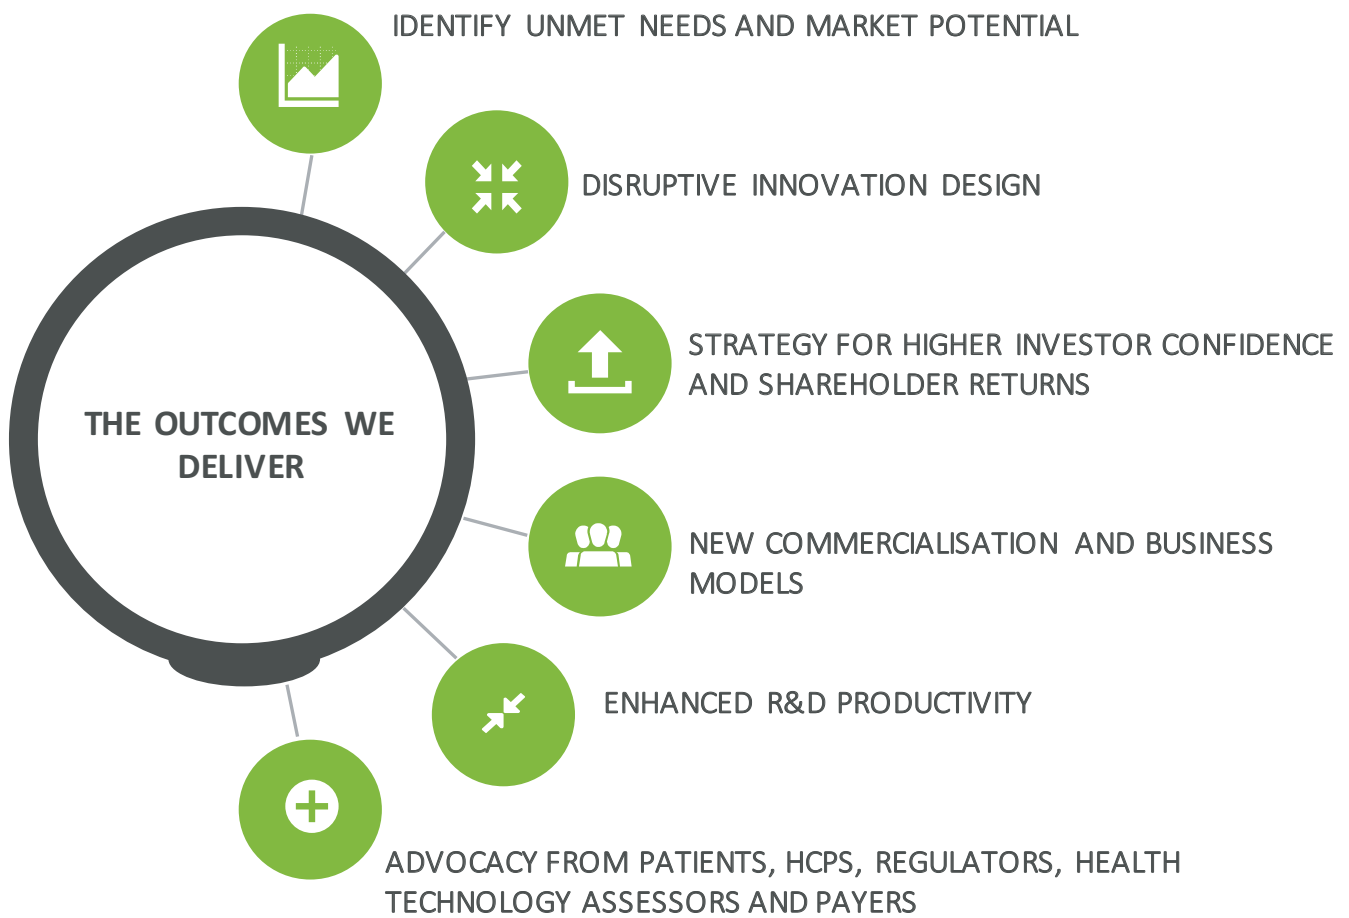 IDENTIFY UNMET NEEDS AND MARKET POTENTIAL
DISRUPTIVE INNOVATION DESIGN
STRATEGY FOR HIGHER INVESTOR CONFIDENCE
AND SHAREHOLDER RETURNS
THE OUTCOMES WE
DELIVER
NEW COMMERCIALISATION AND BUSINESS
MODELS
ENHANCED R&D PRODUCTIVITY
ADVOCACY FROM PATIENTS, HCPS, REGULATORS, HEALTH
TECHNOLOGY ASSESSORS AND PAYERS